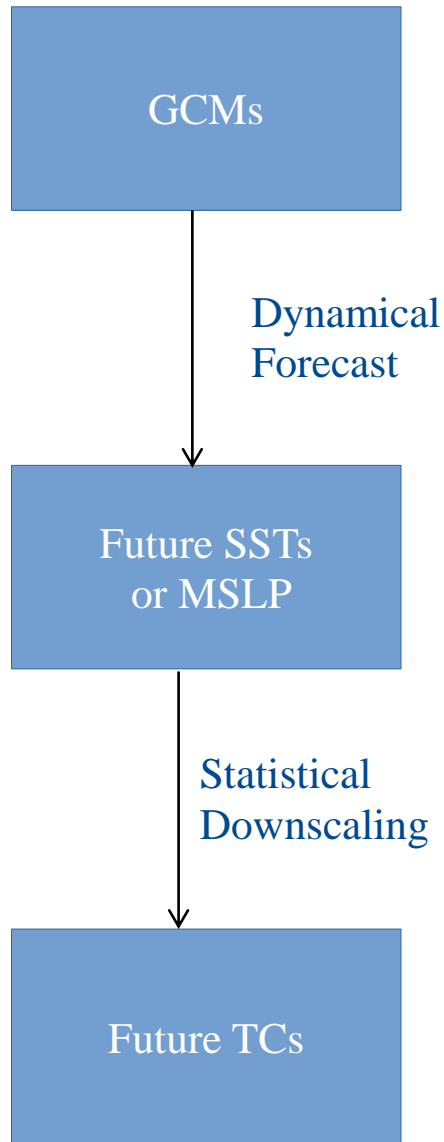 GCMs
Dynamical
Forecast
Future SSTs
or MSLP
Statistical
Downscaling
Future TCs